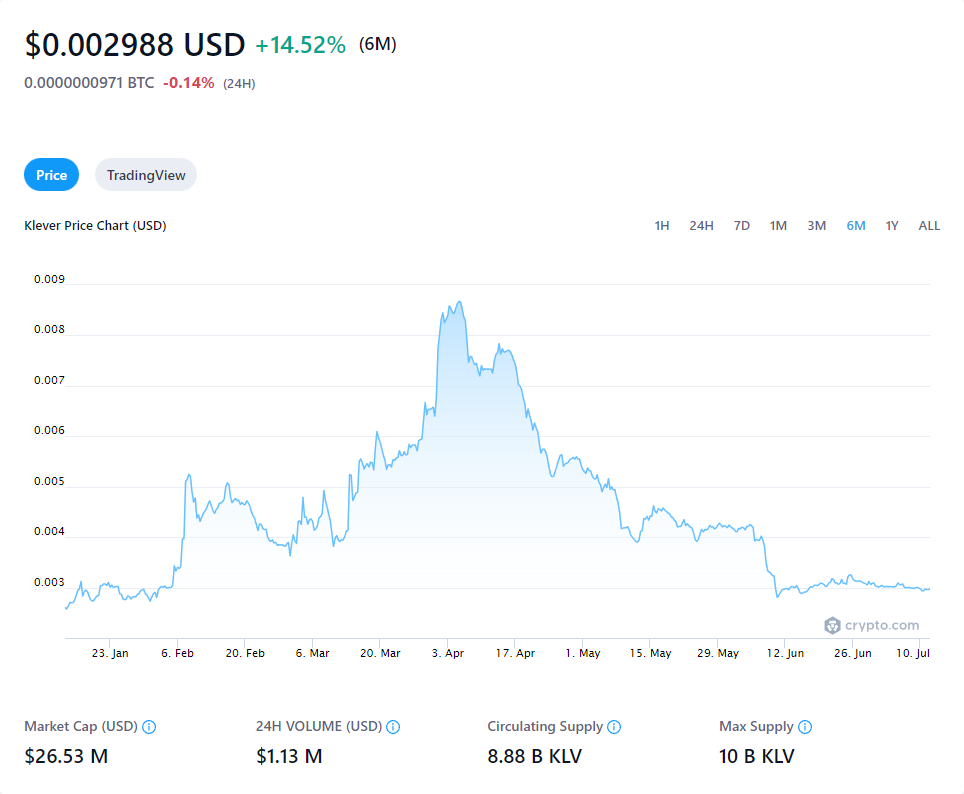 $0.002988 USD +14.52% (6M)
0.0000000971 BTC -0.14% (24H)
Price TradingView
Klever Price Chart (USD) 1H 24H 7D 1M 3M 6M 1Y ALL
0.009
0.008
0.007
0.006
0.005
0.004
0.003
crypto.com
23. Jan 6. Feb 20. Feb 6. Mar 20. Mar 3. Apr 17. Apr 1. May 15. May 29. May 12. Jun 26. Jun 10. Jul
Market Cap (USD) 24H VOLUME (USD) Circulating Supply Max Supply
$26.53 M $1.13 M 8.88 B KLV 10 B KLV